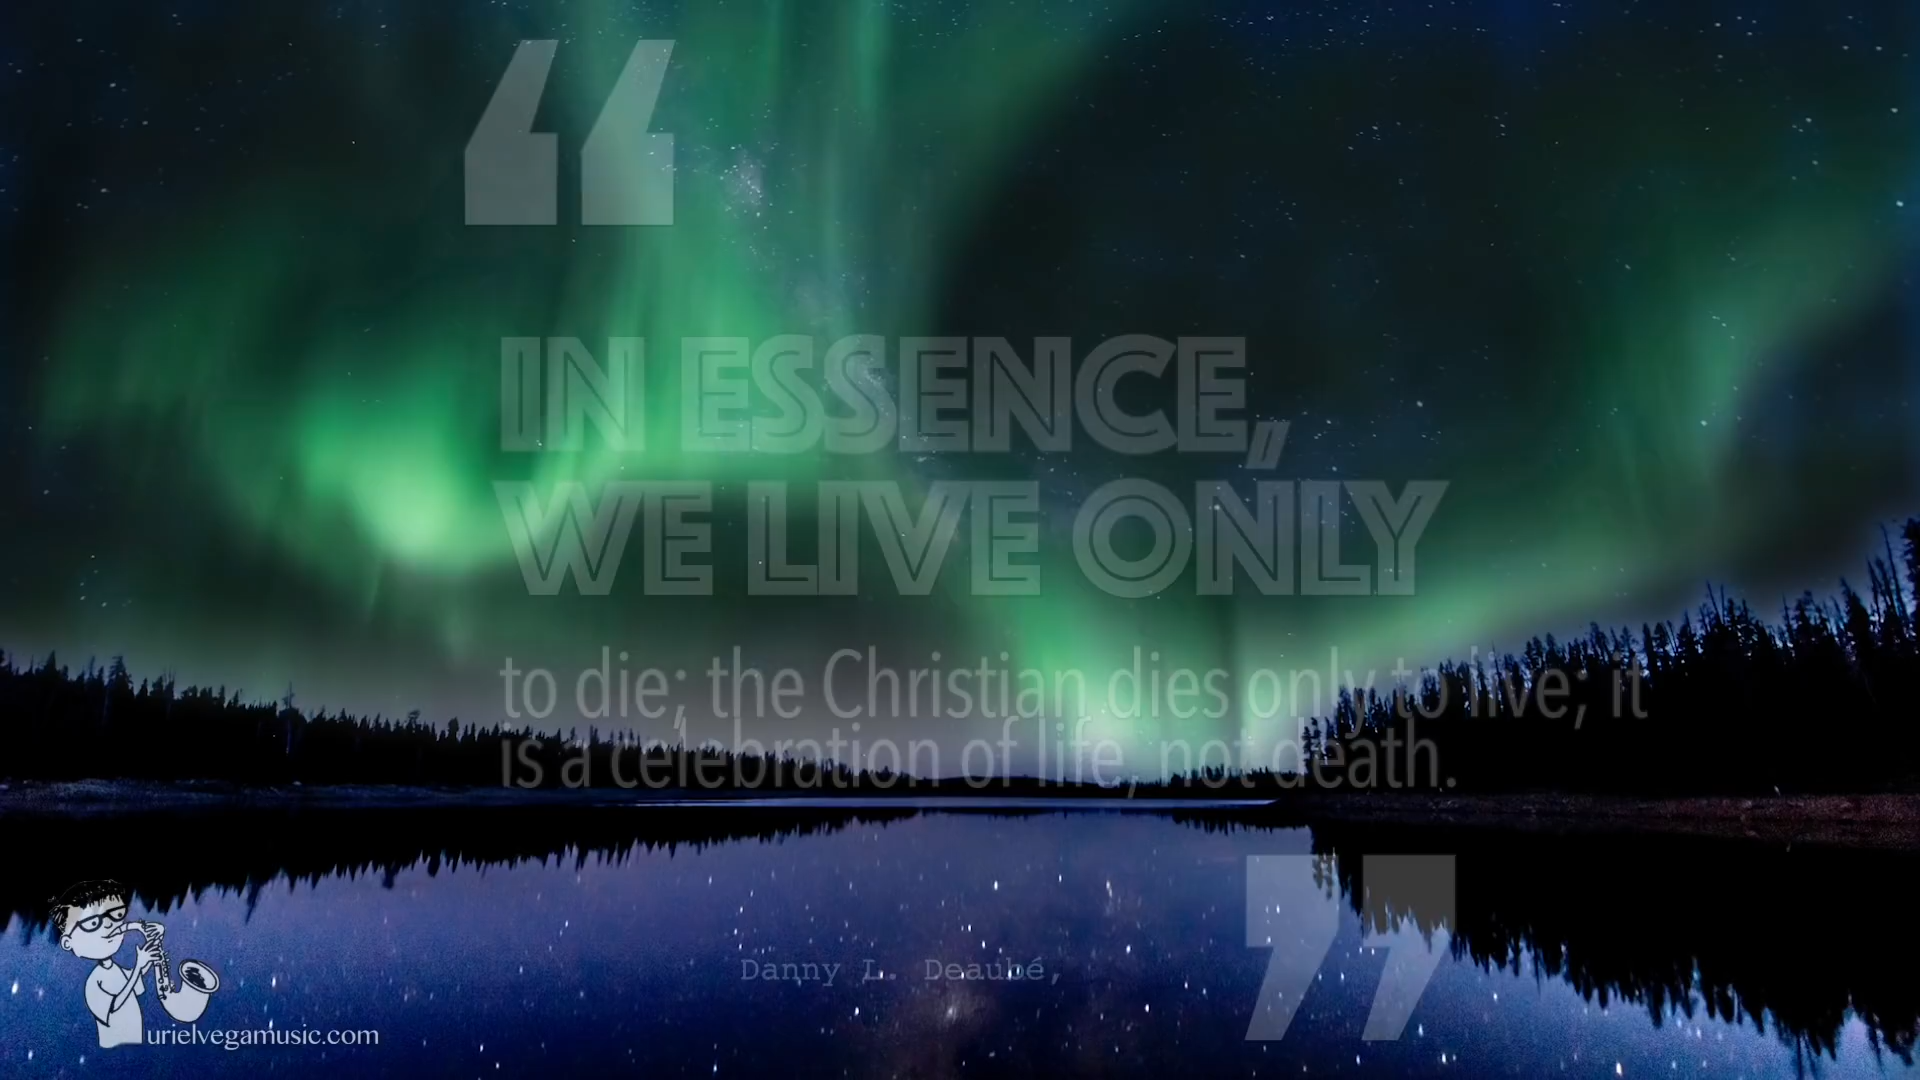 “
IN ESSENCE,
WE LIVE ONLY
to die; the Christian dies only to live; it
is a celebration of life, not death.
”
Danny L. Deaubé,
urielvegamusic.com